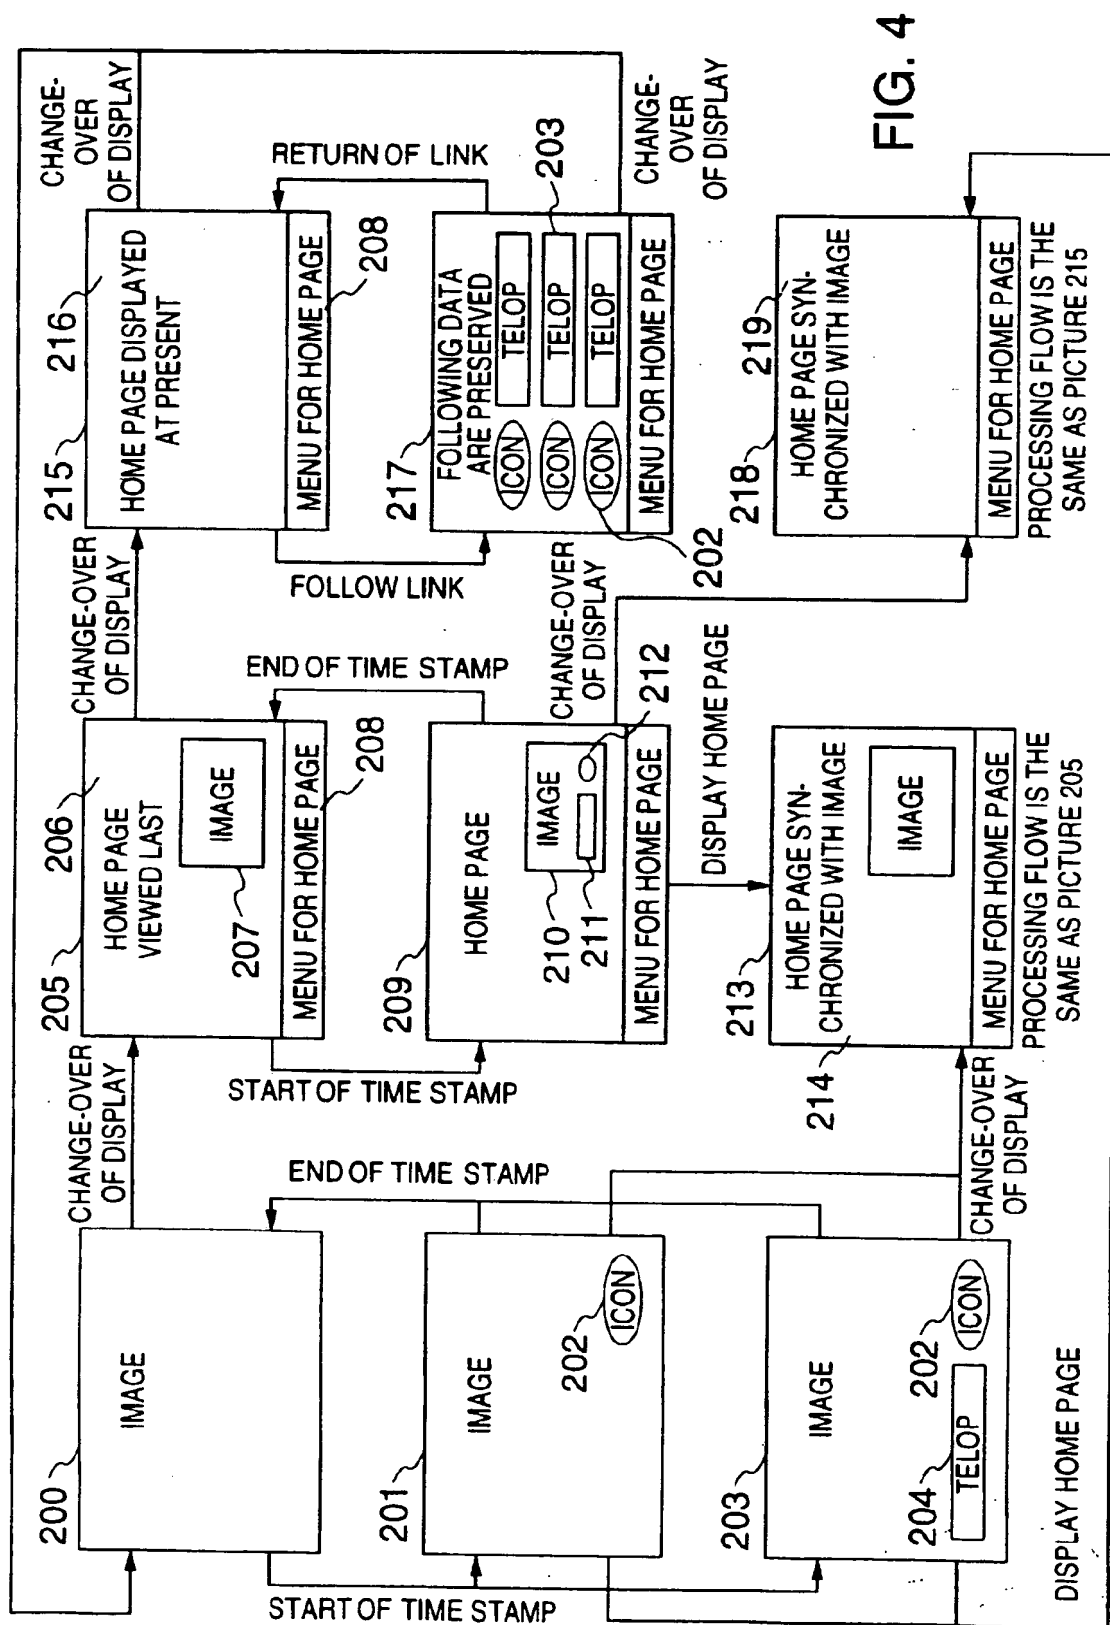 FIG. 4
200
IMAGE
CHANGE-OVER
OF DISPLAY
205
206
HOME PAGE
VIEWED LAST
IMAGE
207
MENU FOR HOME PAGE
208
CHANGE-OVER
OF DISPLAY
215
216
HOME PAGE DISPLAYED
AT PRESENT
MENU FOR HOME PAGE
208
CHANGE-
OVER
OF DISPLAY
START OF TIME STAMP
END OF TIME STAMP
START OF TIME STAMP
END OF TIME STAMP
FOLLOW LINK
RETURN OF LINK
201
IMAGE
202
ICON
209
HOME PAGE
IMAGE
210
211
212
MENU FOR HOME PAGE
CHANGE-OVER
OF DISPLAY
217
FOLLOWING DATA
ARE PRESERVED
ICON
TELOP
ICON
TELOP
ICON
TELOP
203
202
MENU FOR HOME PAGE
CHANGE-
OVER
OF DISPLAY
DISPLAY HOME PAGE
203
IMAGE
204
TELOP
202
ICON
CHANGE-OVER
OF DISPLAY
213
HOME PAGE SYN-
CHRONIZED WITH IMAGE
214
IMAGE
MENU FOR HOME PAGE
PROCESSING FLOW IS THE
SAME AS PICTURE 205
218
219
HOME PAGE SYN-
CHRONIZED WITH IMAGE
MENU FOR HOME PAGE
PROCESSING FLOW IS THE
SAME AS PICTURE 215
DISPLAY HOME PAGE